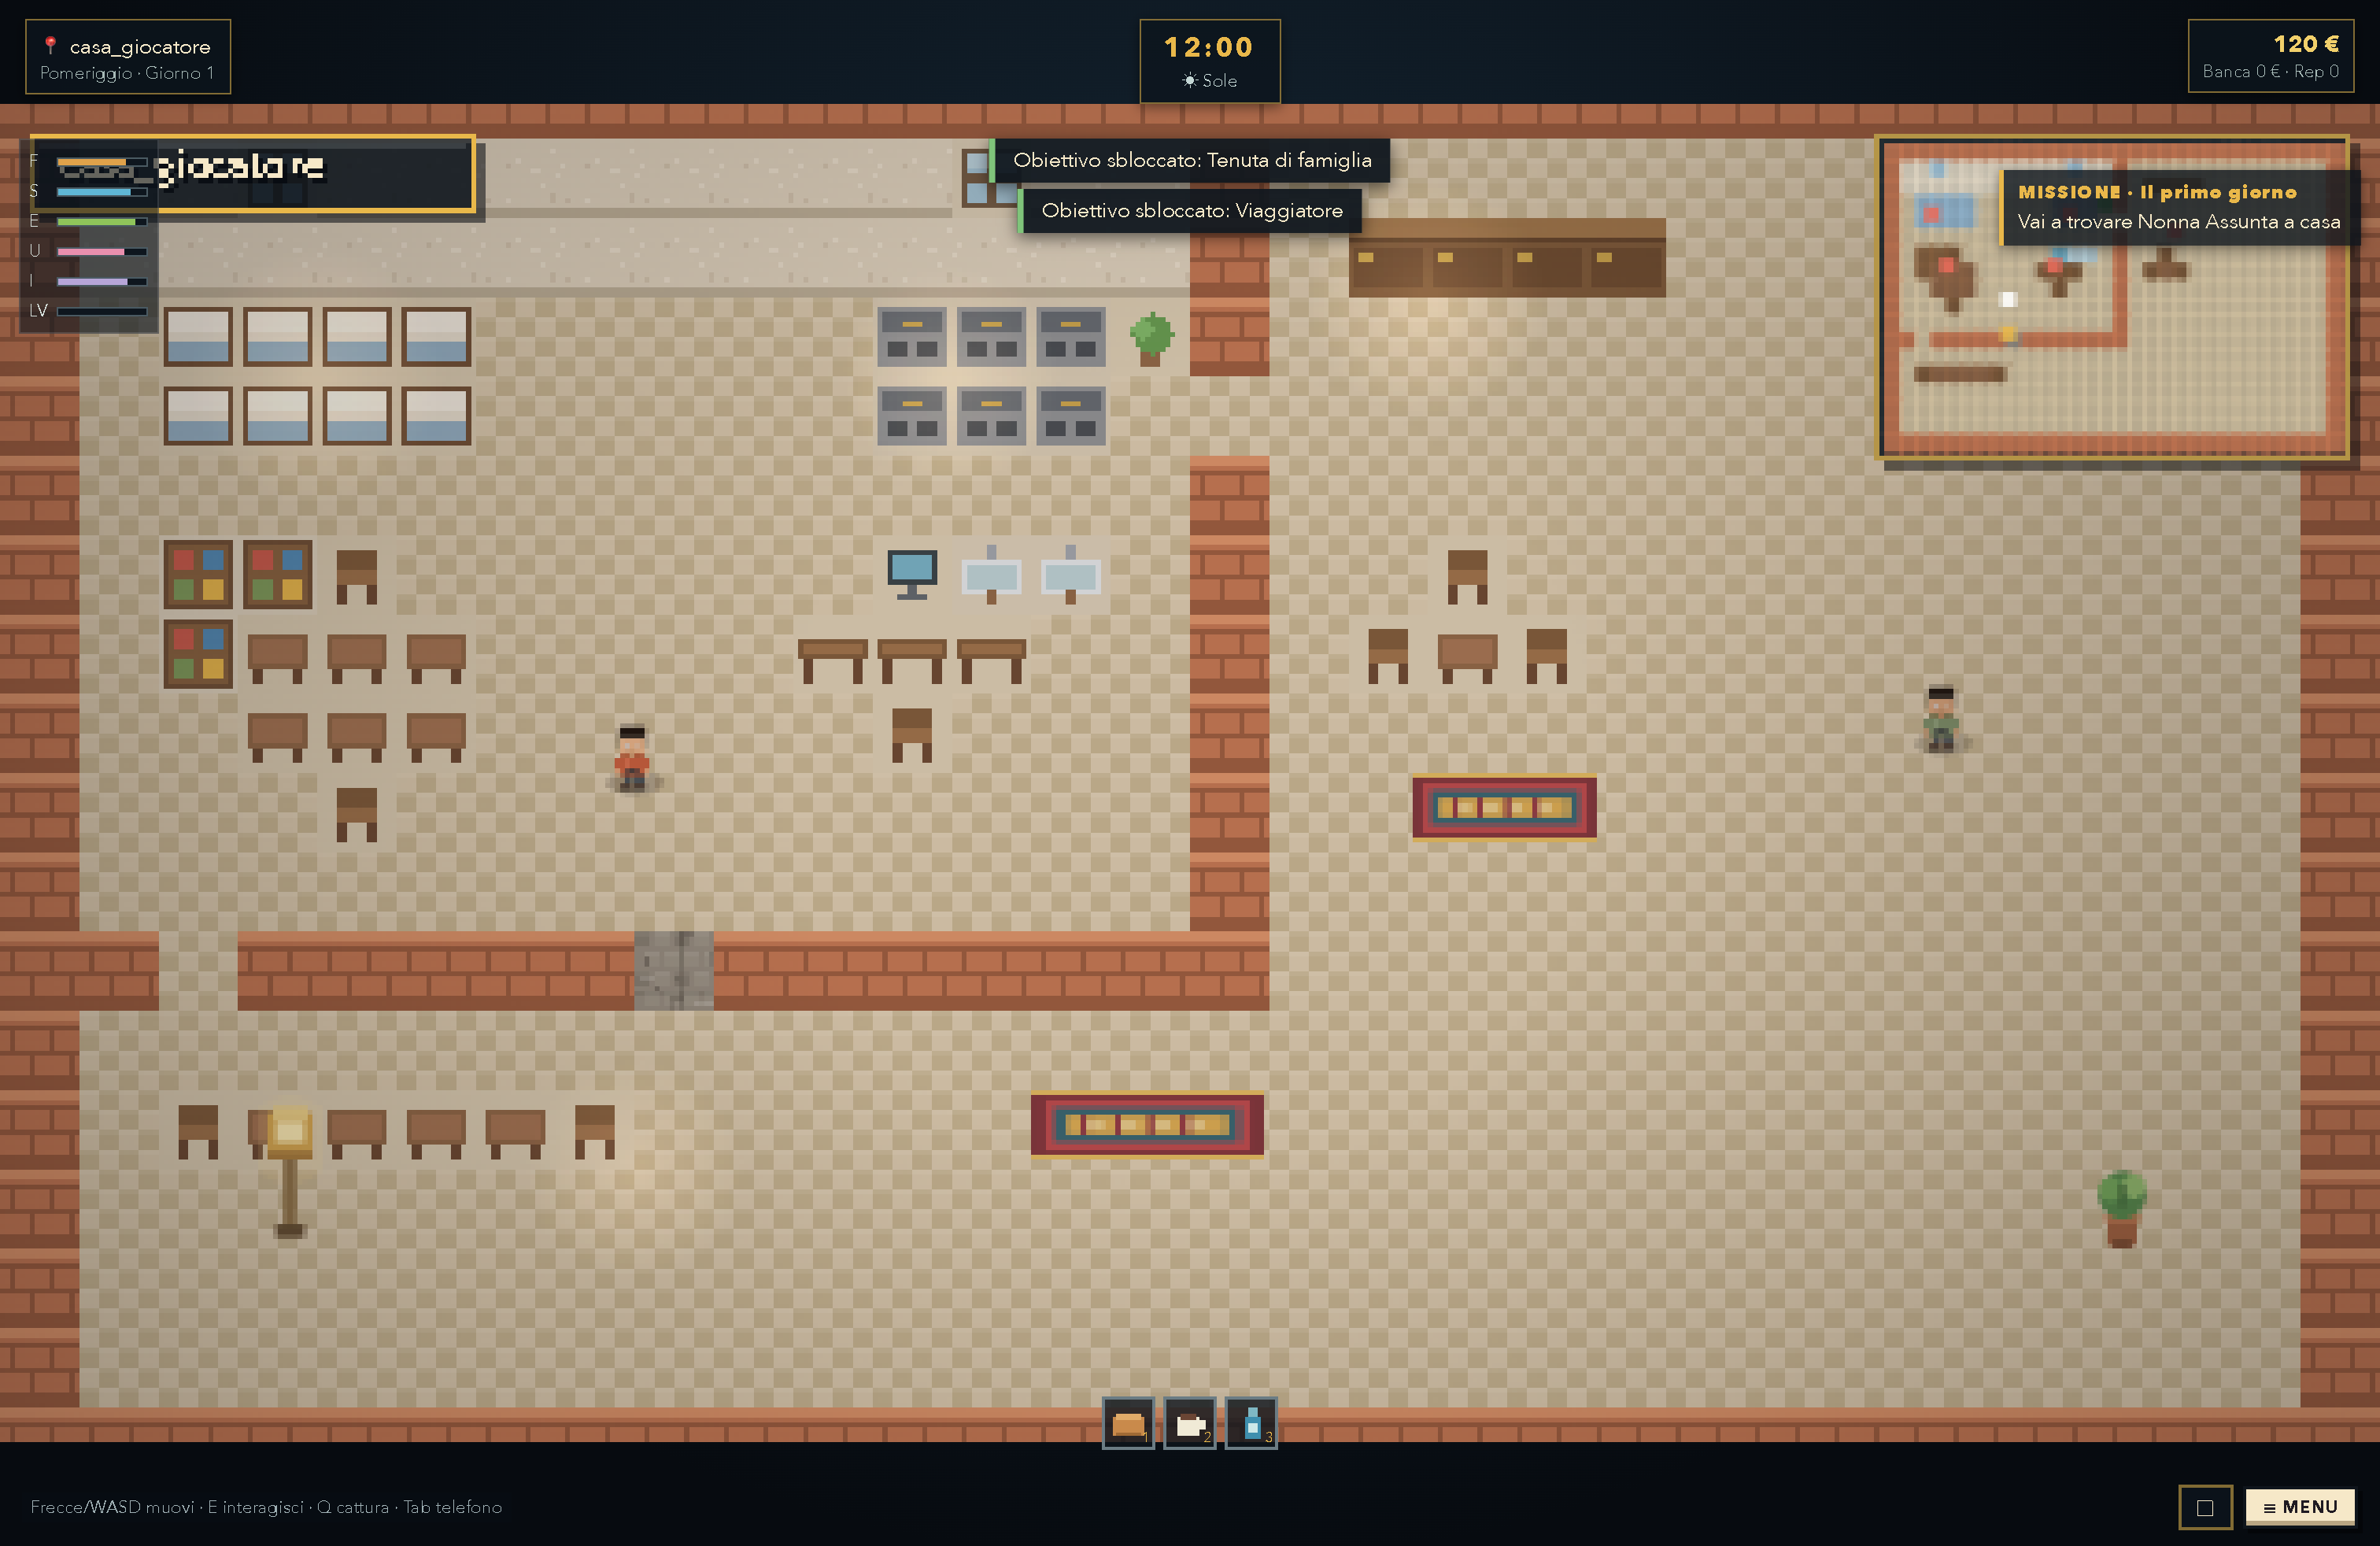 casa_giocatore
Pomeriggio · Giorno 1
12:00
☀ Sole
120 €
Banca 0 € · Rep 0
giocatore
F
S
E
U
I
LV
Obiettivo sbloccato: Tenuta di famiglia
Obiettivo sbloccato: Viaggiatore
MISSIONE · Il primo giorno
Vai a trovare Nonna Assunta a casa
1
2
3
Frecce/WASD muovi · E interagisci · Q cattura · Tab telefono
≡ MENU